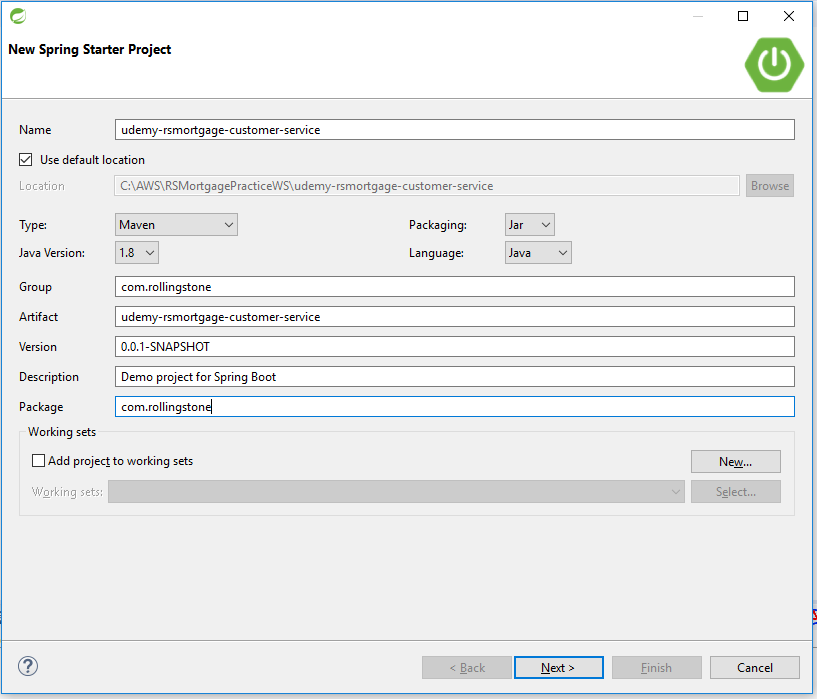 New Spring Starter Project
Name udemy-rsmortgage-customer-service
Use default location
Location C:\AWS\RSMortgagePracticeWS\udemy-rsmortgage-customer-service Browse
Type: Maven Packaging: Jar
Java Version: 1.8 Language: Java
Group com.rollingstone
Artifact udemy-rsmortgage-customer-service
Version 0.0.1-SNAPSHOT
Description Demo project for Spring Boot
Package com.rollingstone
Working sets
Add project to working sets New...
Working sets: Select...
? < Back Next > Finish Cancel